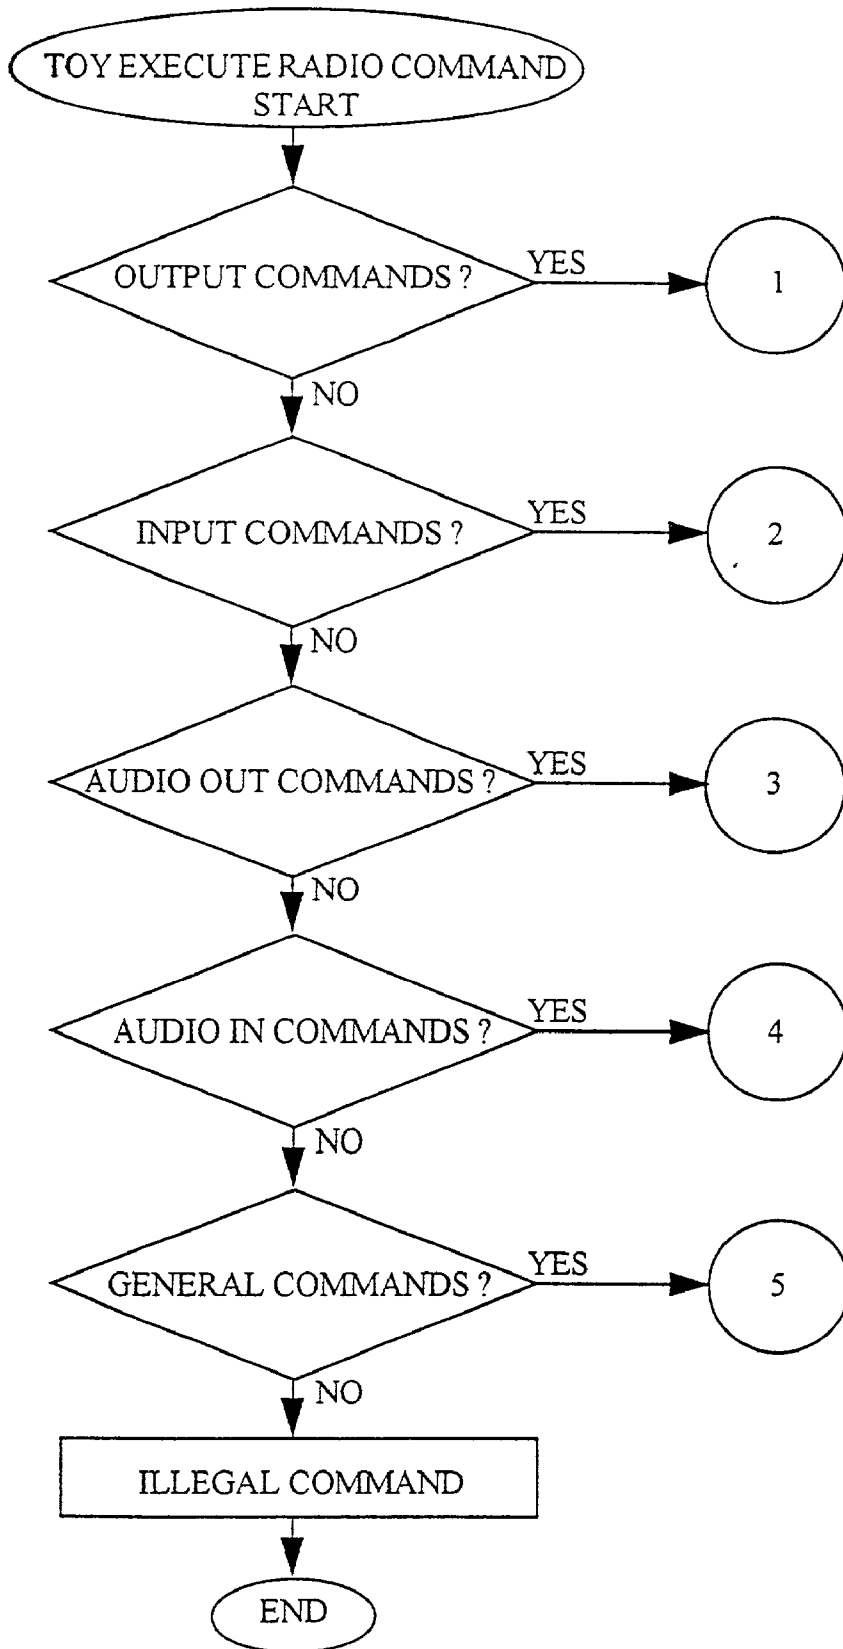 TOY EXECUTE RADIO COMMAND
START
OUTPUT COMMANDS ?
YES
1
NO
INPUT COMMANDS ?
YES
2
NO
AUDIO OUT COMMANDS ?
YES
3
NO
AUDIO IN COMMANDS ?
YES
4
NO
GENERAL COMMANDS ?
YES
5
NO
ILLEGAL COMMAND
END